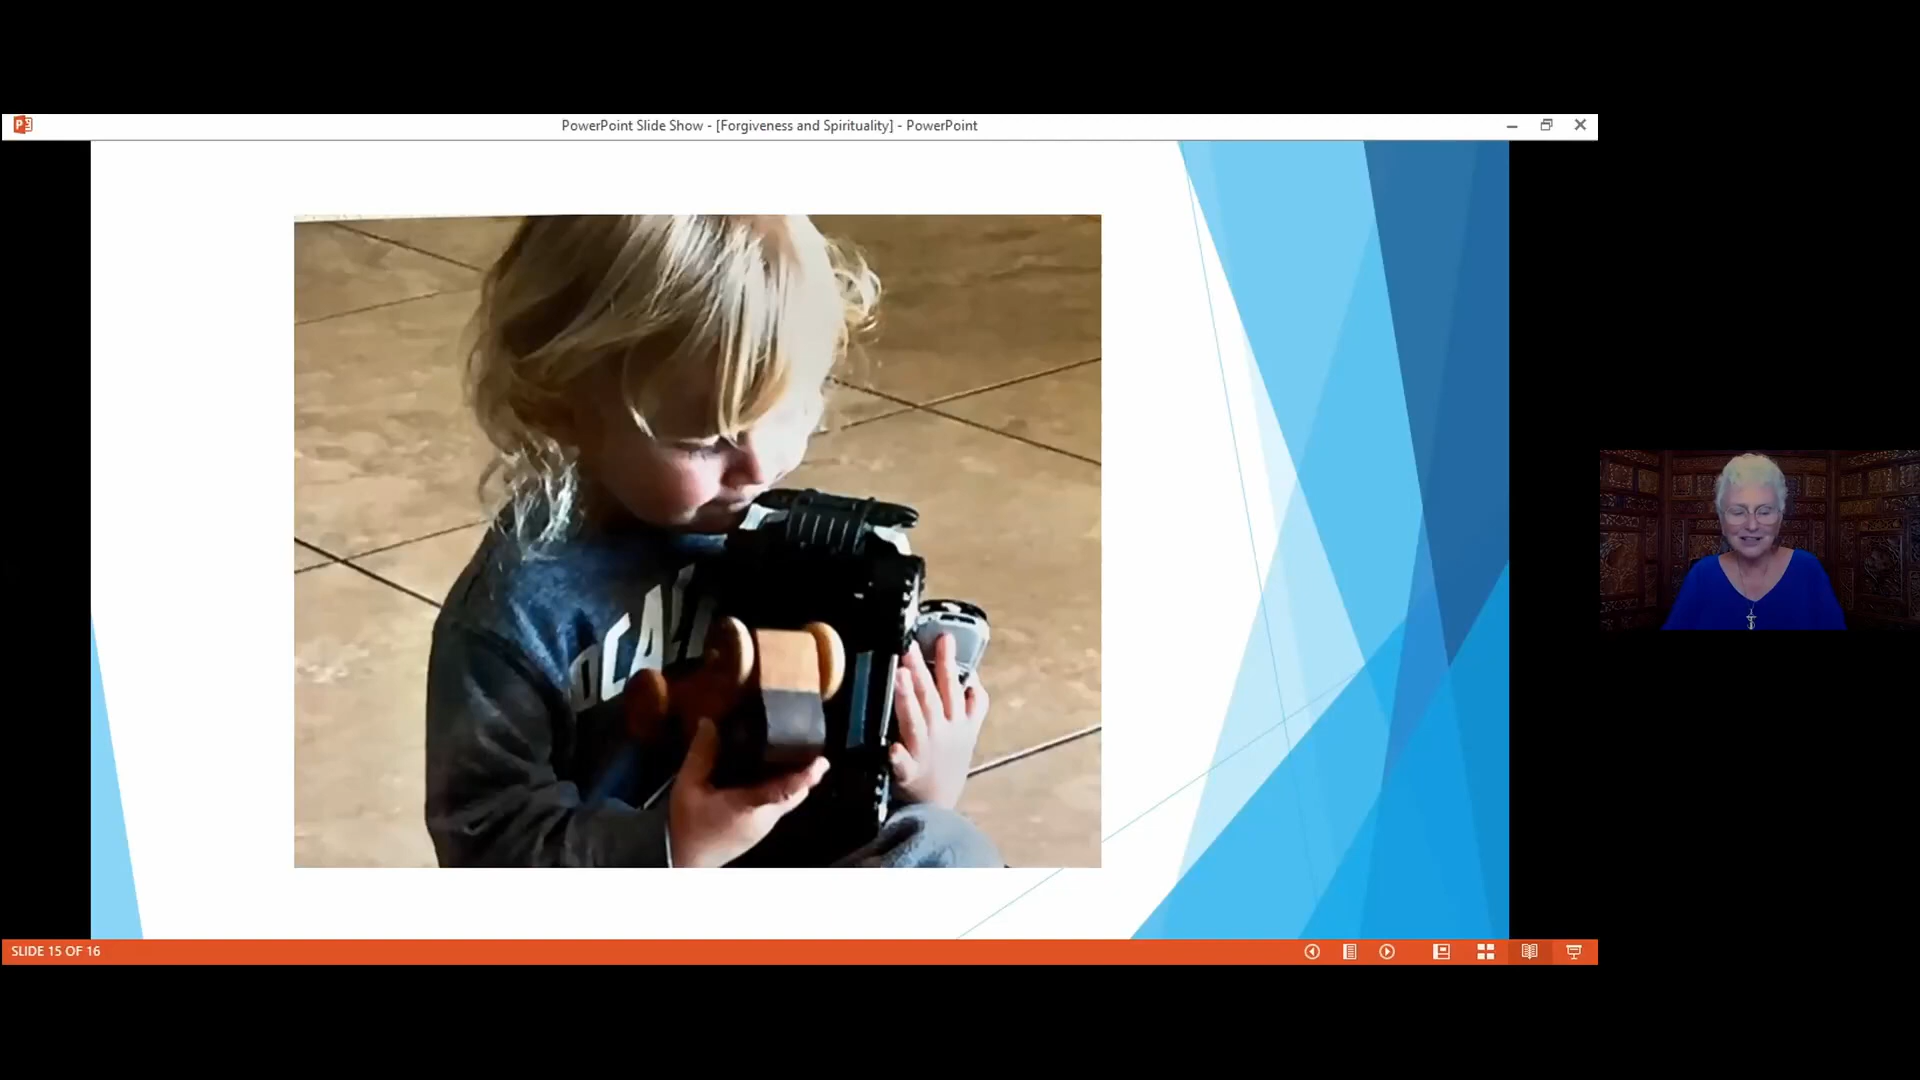 PowerPoint Slide Show - [Forgiveness and Spirituality] - PowerPoint
SLIDE 15 OF 16